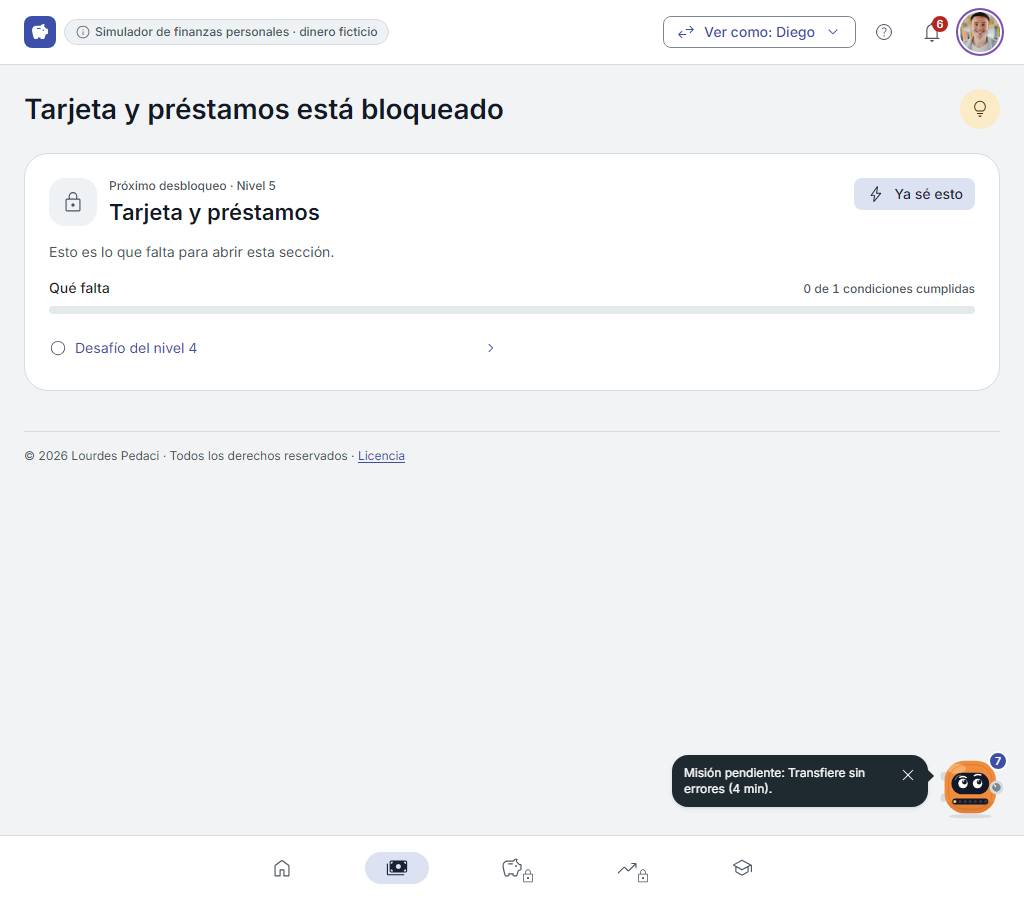 Simulador de finanzas personales · dinero ficticio
Ver como: Diego
6
Tarjeta y préstamos está bloqueado
Próximo desbloqueo · Nivel 5
Tarjeta y préstamos
Ya sé esto
Esto es lo que falta para abrir esta sección.
Qué falta
0 de 1 condiciones cumplidas
Desafío del nivel 4
© 2026 Lourdes Pedaci · Todos los derechos reservados · Licencia
Misión pendiente: Transfiere sin
errores (4 min).
7